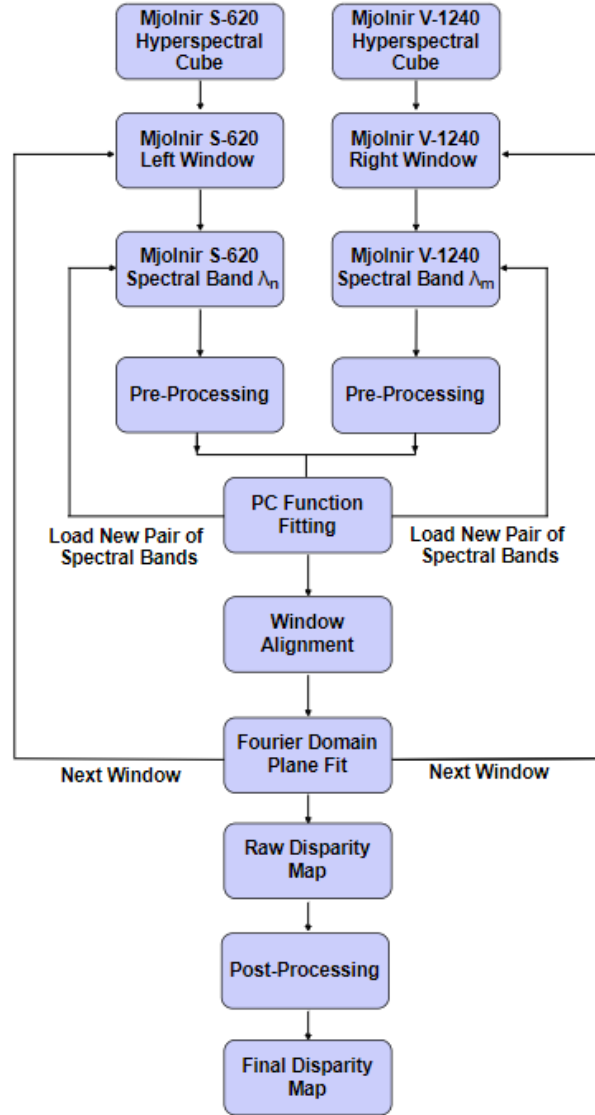 Mjolnir S-620
Hyperspectral
Cube
Mjolnir V-1240
Hyperspectral
Cube
Mjolnir S-620
Left Window
Mjolnir V-1240
Right Window
Mjolnir S-620
Spectral Band λn
Mjolnir V-1240
Spectral Band λm
Pre-Processing
Pre-Processing
PC Function
Fitting
Load New Pair of
Spectral Bands
Load New Pair of
Spectral Bands
Window
Alignment
Fourier Domain
Plane Fit
Next Window
Next Window
Raw Disparity
Map
Post-Processing
Final Disparity
Map